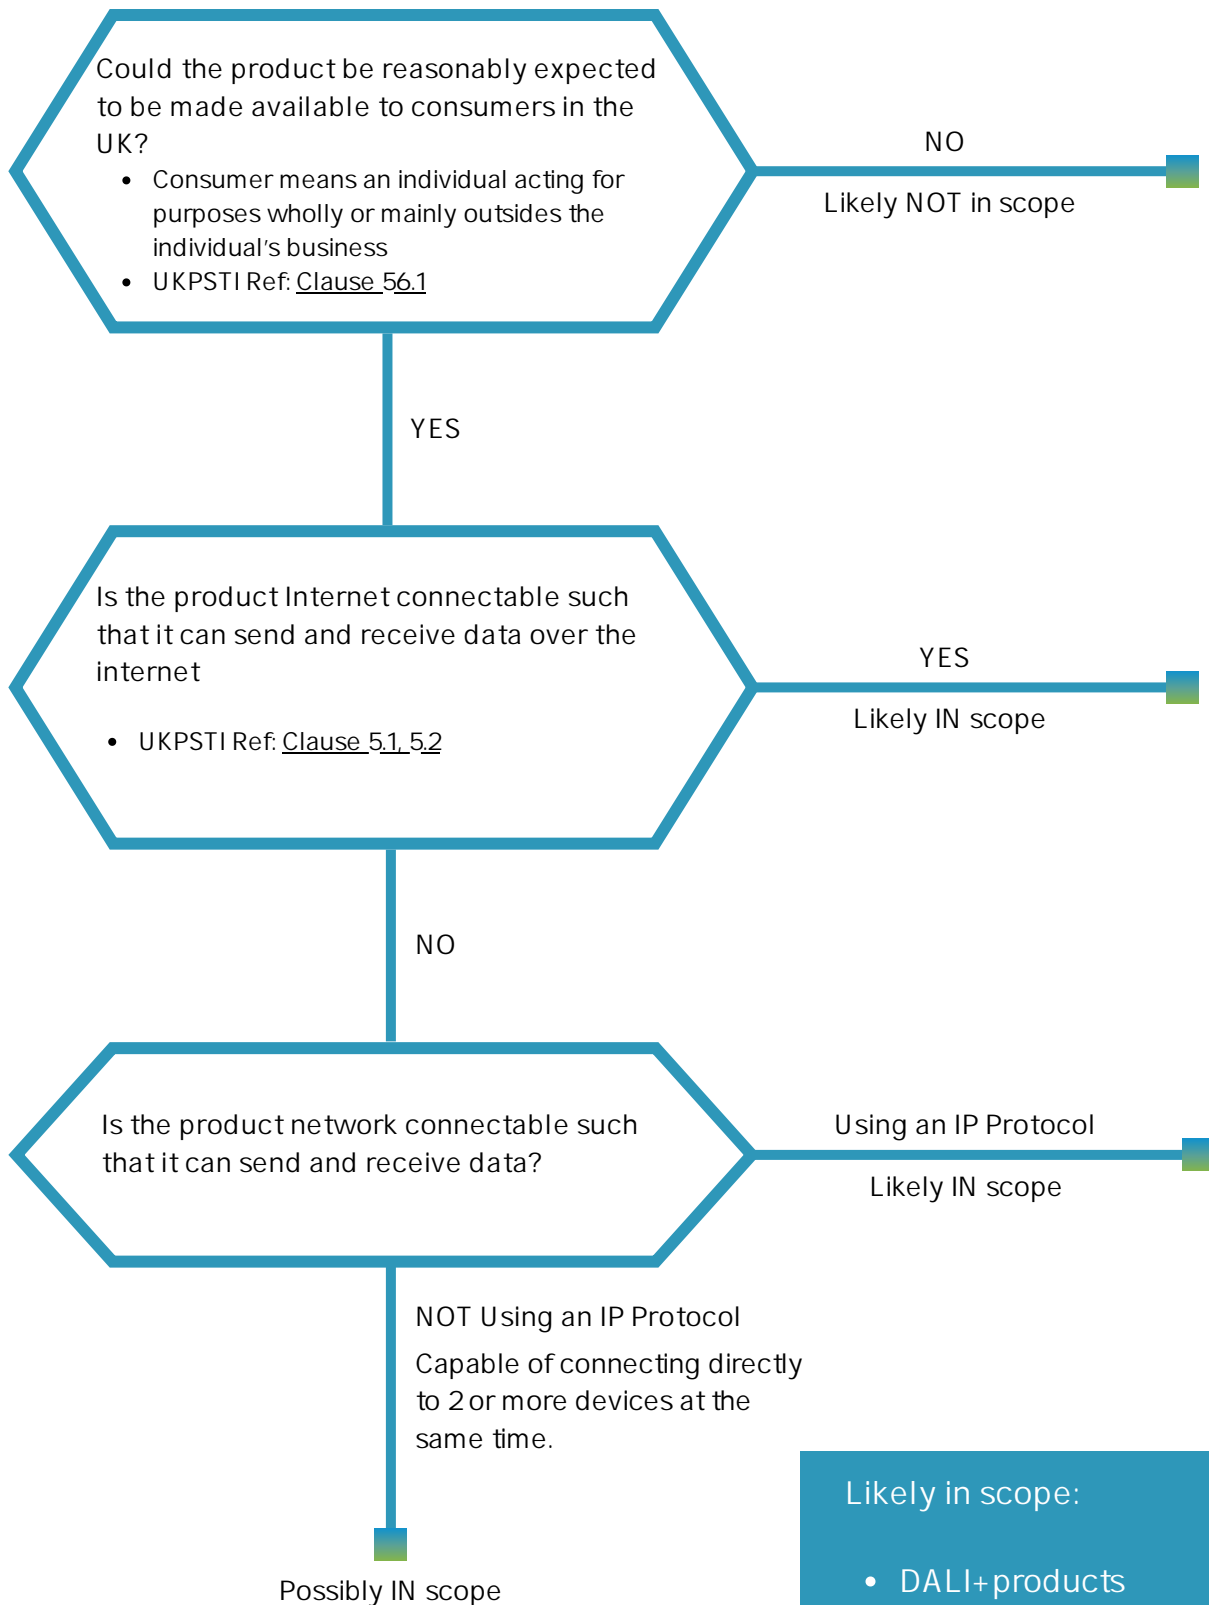 Could the product be reasonably expected
to be made available to consumers in the
UK?
• Consumer means an individual acting for
purposes wholly or mainly outsides the
individual's business
• UKPSTI Ref: Clause 56.1
NO
Likely NOT in scope
YES
Is the product Internet connectable such
that it can send and receive data over the
internet
• UKPSTI Ref: Clause 5.1, 5.2
YES
Likely IN scope
NO
Is the product network connectable such
that it can send and receive data?
Using an IP Protocol
Likely IN scope
NOT Using an IP Protocol
Capable of connecting directly
to 2 or more devices at the
same time.
Possibly IN scope
Likely in scope:
• DALI+ products